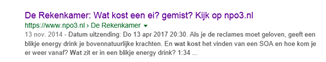 De Rekenkamer: Wat kost een ei? gemist? Kijk op npo3.nl
https://www.npo3.nl › De Rekenkamer ▼
13 nov. 2014 - Datum uitzending: Do 13 apr 2017 20:30. Als je de reclames moet geloven, geeft een
blikje energy drink je bovennaturlijke krachten. En wat kost het vinden van een SOA en hoe kom je
er weer vanaf? Wat zit er in een blikje energy drink? 1:34 ...